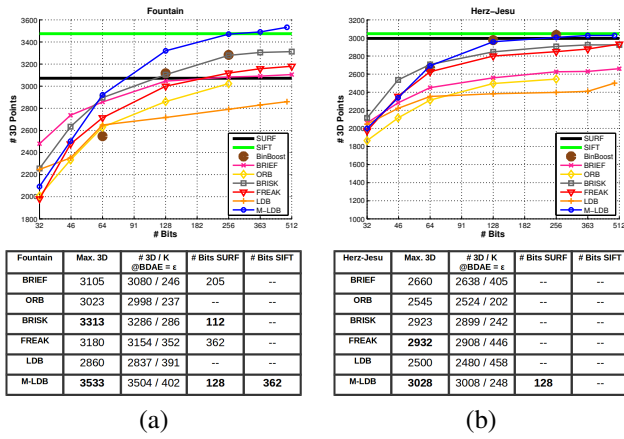 Fountain
# 3D Points
3600
3400
3200
3000
2800
2600
2400
2200
2000
1800
32 46 64 91 128 182 256 363 512
# Bits
SURF
SIFT
BinBoost
BRIEF
ORB
BRISK
FREAK
LDB
M-LDB
Herz-Jesu
# 3D Points
3200
3000
2800
2600
2400
2200
2000
1800
1600
1400
1200
1000
32 46 64 91 128 182 256 363 512
# Bits
SURF
SIFT
BinBoost
BRIEF
ORB
BRISK
FREAK
LDB
M-LDB
Fountain Max. 3D # 3D / K @BDAE = ε # Bits SURF # Bits SIFT
BRIEF 3105 3080 / 246 205 --
ORB 3023 2998 / 237 -- --
BRISK 3313 3286 / 286 112 --
FREAK 3180 3154 / 352 362 --
LDB 2860 2837 / 391 -- --
M-LDB 3533 3504 / 402 128 362
Herz-Jesu Max. 3D # 3D / K @BDAE = ε # Bits SURF # Bits SIFT
BRIEF 2660 2638 / 405 -- --
ORB 2545 2524 / 202 -- --
BRISK 2923 2899 / 242 -- --
FREAK 2932 2908 / 446 -- --
LDB 2500 2480 / 458 -- --
M-LDB 3028 3008 / 248 128 --
(a)
(b)